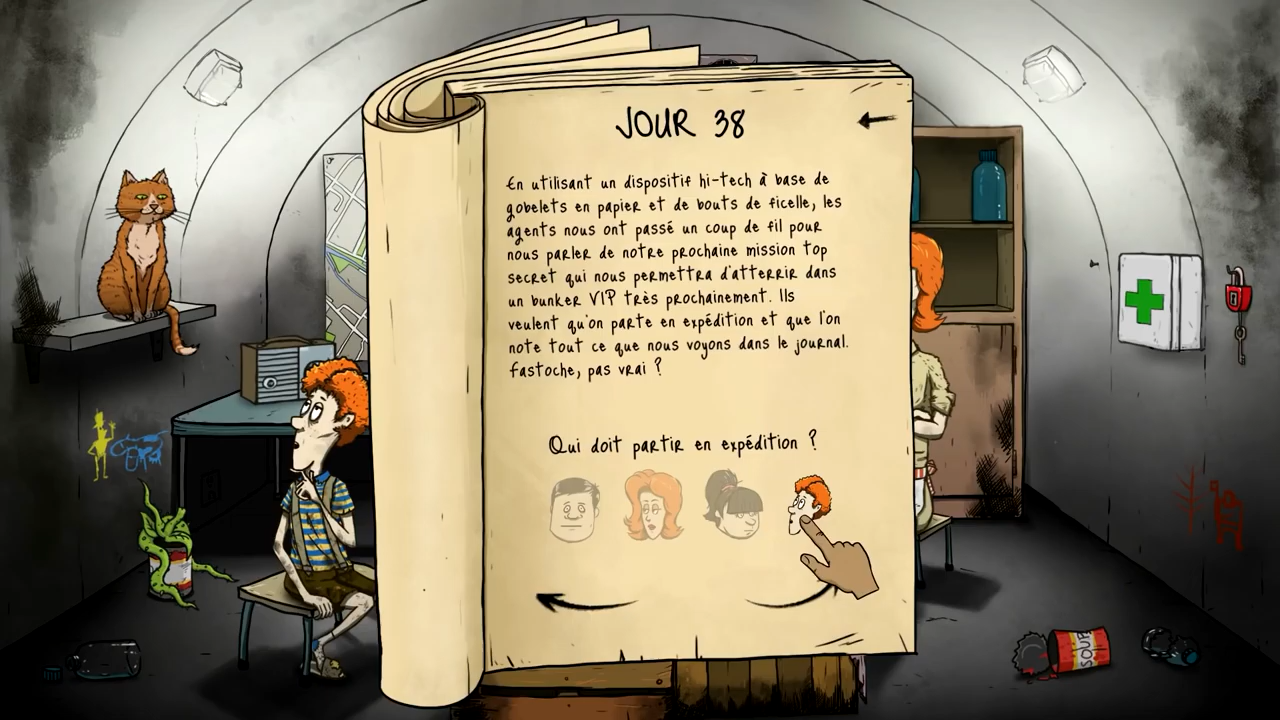 JOUR 38
En utilisant un dispositif hi-tech à base de
gobelets en papier et de bouts de ficelle, les
agents nous ont passé un coup de fil pour
nous parler de notre prochaine mission top
secret qui nous permettra d'atterrir dans
un bunker VIP très prochainement. Ils
veulent qu'on parte en expédition et que l'on
note tout ce que nous voyons dans le journal.
Fastoche, pas vrai ?
Qui doit partir en expédition ?
SOUP